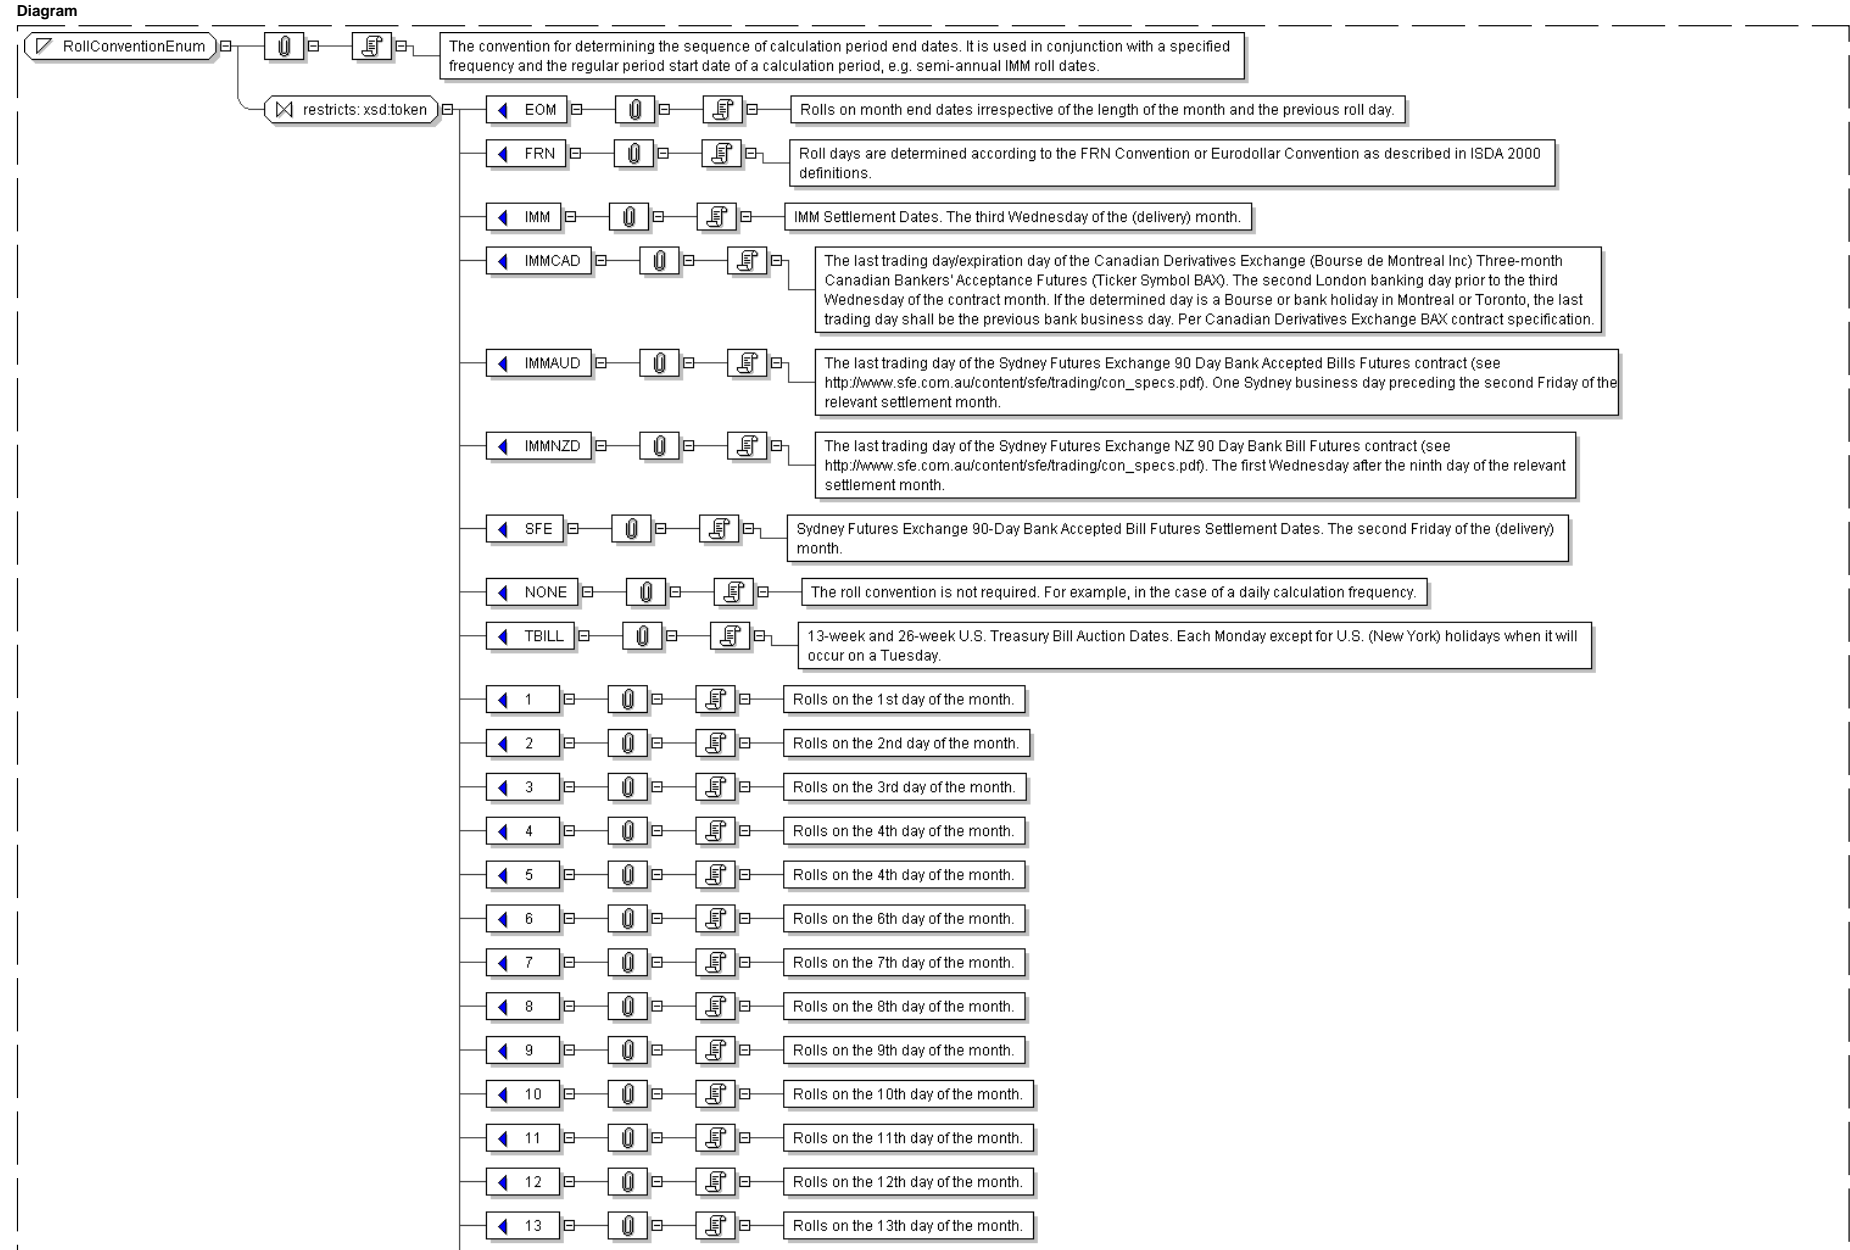 Diagram
RollConventionEnum
The convention for determining the sequence of calculation period end dates. It is used in conjunction with a specified
frequency and the regular period start date of a calculation period, e.g. semi-annual IMM roll dates.
restricts: xsd:token
EOM
Rolls on month end dates irrespective of the length of the month and the previous roll day.
FRN
Roll days are determined according to the FRN Convention or Eurodollar Convention as described in ISDA 2000
definitions.
IMM
IMM Settlement Dates. The third Wednesday of the (delivery) month.
IMMCAD
The last trading day/expiration day of the Canadian Derivatives Exchange (Bourse de Montreal Inc) Three-month
Canadian Bankers' Acceptance Futures (Ticker Symbol BAX). The second London banking day prior to the third
Wednesday of the contract month. If the determined day is a Bourse or bank holiday in Montreal or Toronto, the last
trading day shall be the previous bank business day. Per Canadian Derivatives Exchange BAX contract specification.
IMMAUD
The last trading day of the Sydney Futures Exchange 90 Day Bank Accepted Bills Futures contract (see
http://www.sfe.com.au/content/sfe/trading/con_specs.pdf). One Sydney business day preceding the second Friday of the
relevant settlement month.
IMMNZD
The last trading day of the Sydney Futures Exchange NZ 90 Day Bank Bill Futures contract (see
http://www.sfe.com.au/content/sfe/trading/con_specs.pdf). The first Wednesday after the ninth day of the relevant
settlement month.
SFE
Sydney Futures Exchange 90-Day Bank Accepted Bill Futures Settlement Dates. The second Friday of the (delivery)
month.
NONE
The roll convention is not required. For example, in the case of a daily calculation frequency.
TBILL
13-week and 26-week U.S. Treasury Bill Auction Dates. Each Monday except for U.S. (New York) holidays when it will
occur on a Tuesday.
1
Rolls on the 1st day of the month.
2
Rolls on the 2nd day of the month.
3
Rolls on the 3rd day of the month.
4
Rolls on the 4th day of the month.
5
Rolls on the 4th day of the month.
6
Rolls on the 6th day of the month.
7
Rolls on the 7th day of the month.
8
Rolls on the 8th day of the month.
9
Rolls on the 9th day of the month.
10
Rolls on the 10th day of the month.
11
Rolls on the 11th day of the month.
12
Rolls on the 12th day of the month.
13
Rolls on the 13th day of the month.